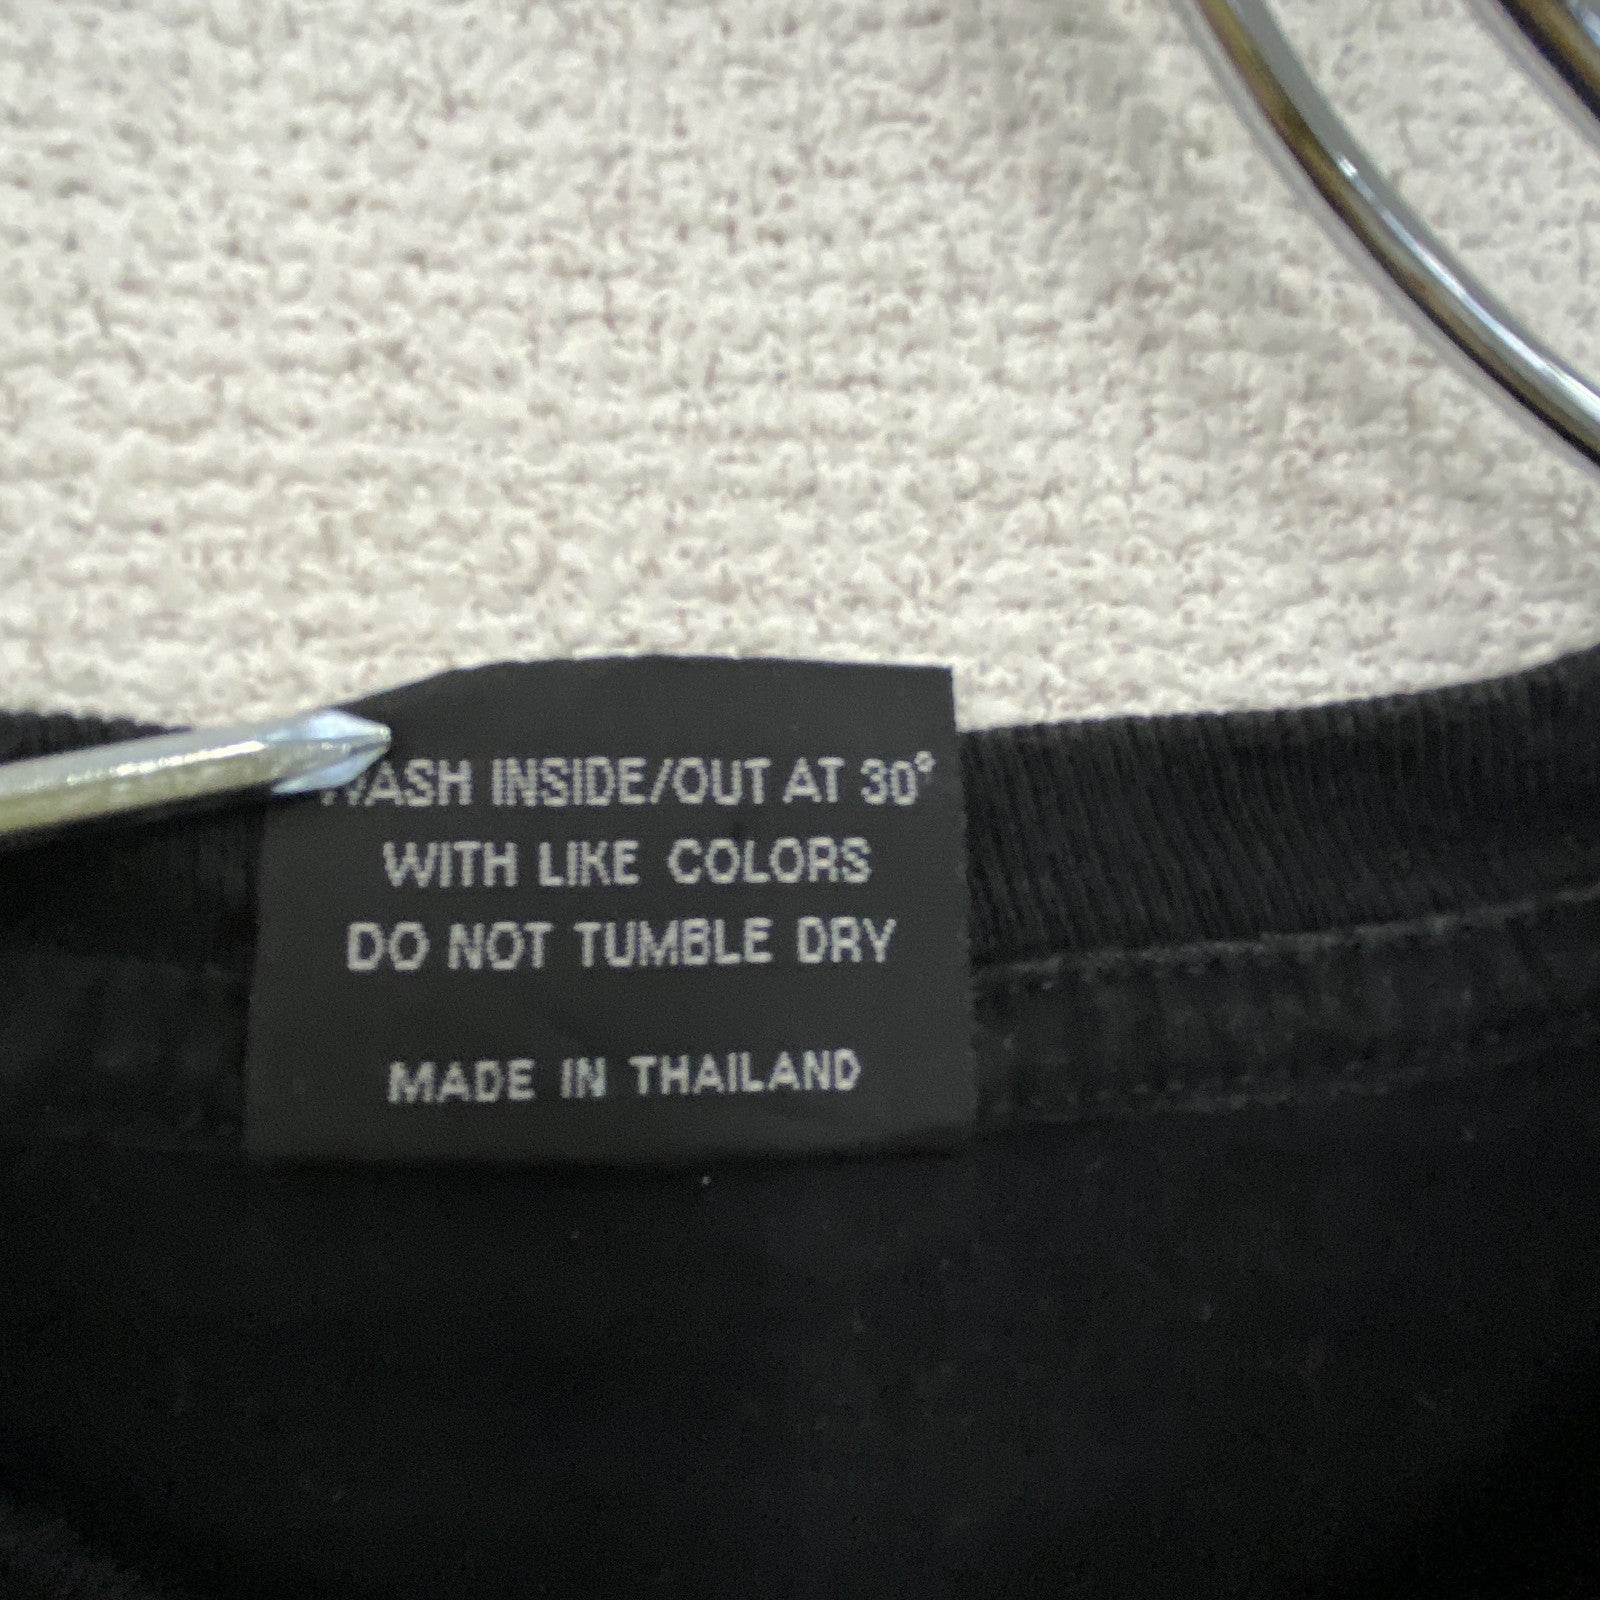 WASH INSIDE/OUT AT 30°
WITH LIKE COLORS
DO NOT TUMBLE DRY
MADE IN THAILAND